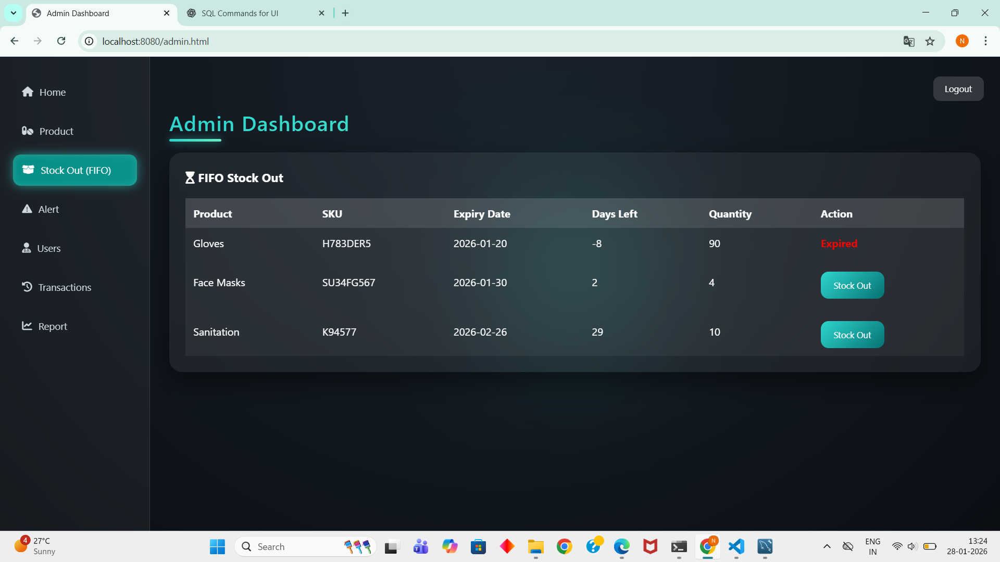 Admin Dashboard
SQL Commands for UI
localhost:8080/admin.html
N
Home
Product
Stock Out (FIFO)
Alert
Users
Transactions
Report
Logout
Admin Dashboard
FIFO Stock Out
Product SKU Expiry Date Days Left Quantity Action
Gloves H783DER5 2026-01-20 -8 90 Expired
Face Masks SU34FG567 2026-01-30 2 4 Stock Out
Sanitation K94577 2026-02-26 29 10 Stock Out
4
27°C
Sunny
Search
N
ENG
IN
13:24
28-01-2026